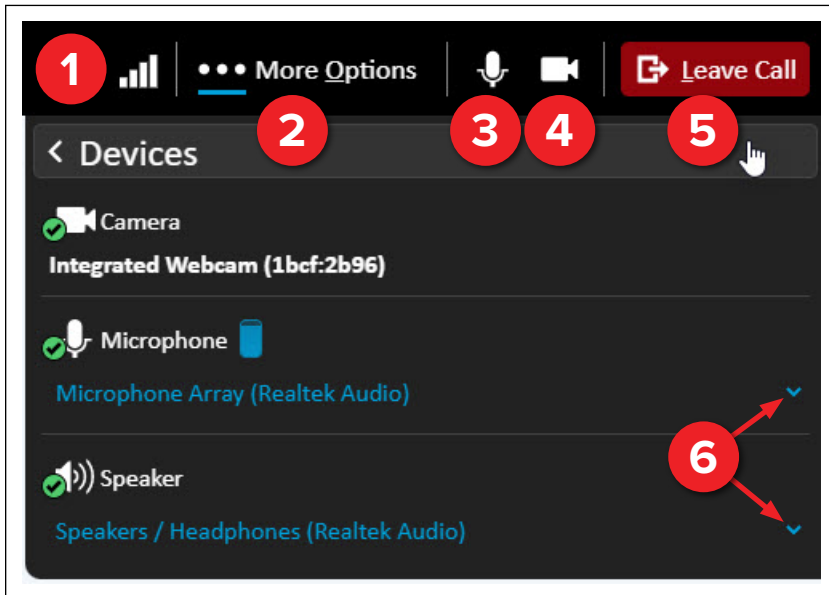 1 More Options Leave Call
2 3 4 5
Devices
Camera
Integrated Webcam (1bcf:2b96)
Microphone
Microphone Array (Realtek Audio)
6
Speaker
Speakers / Headphones (Realtek Audio)